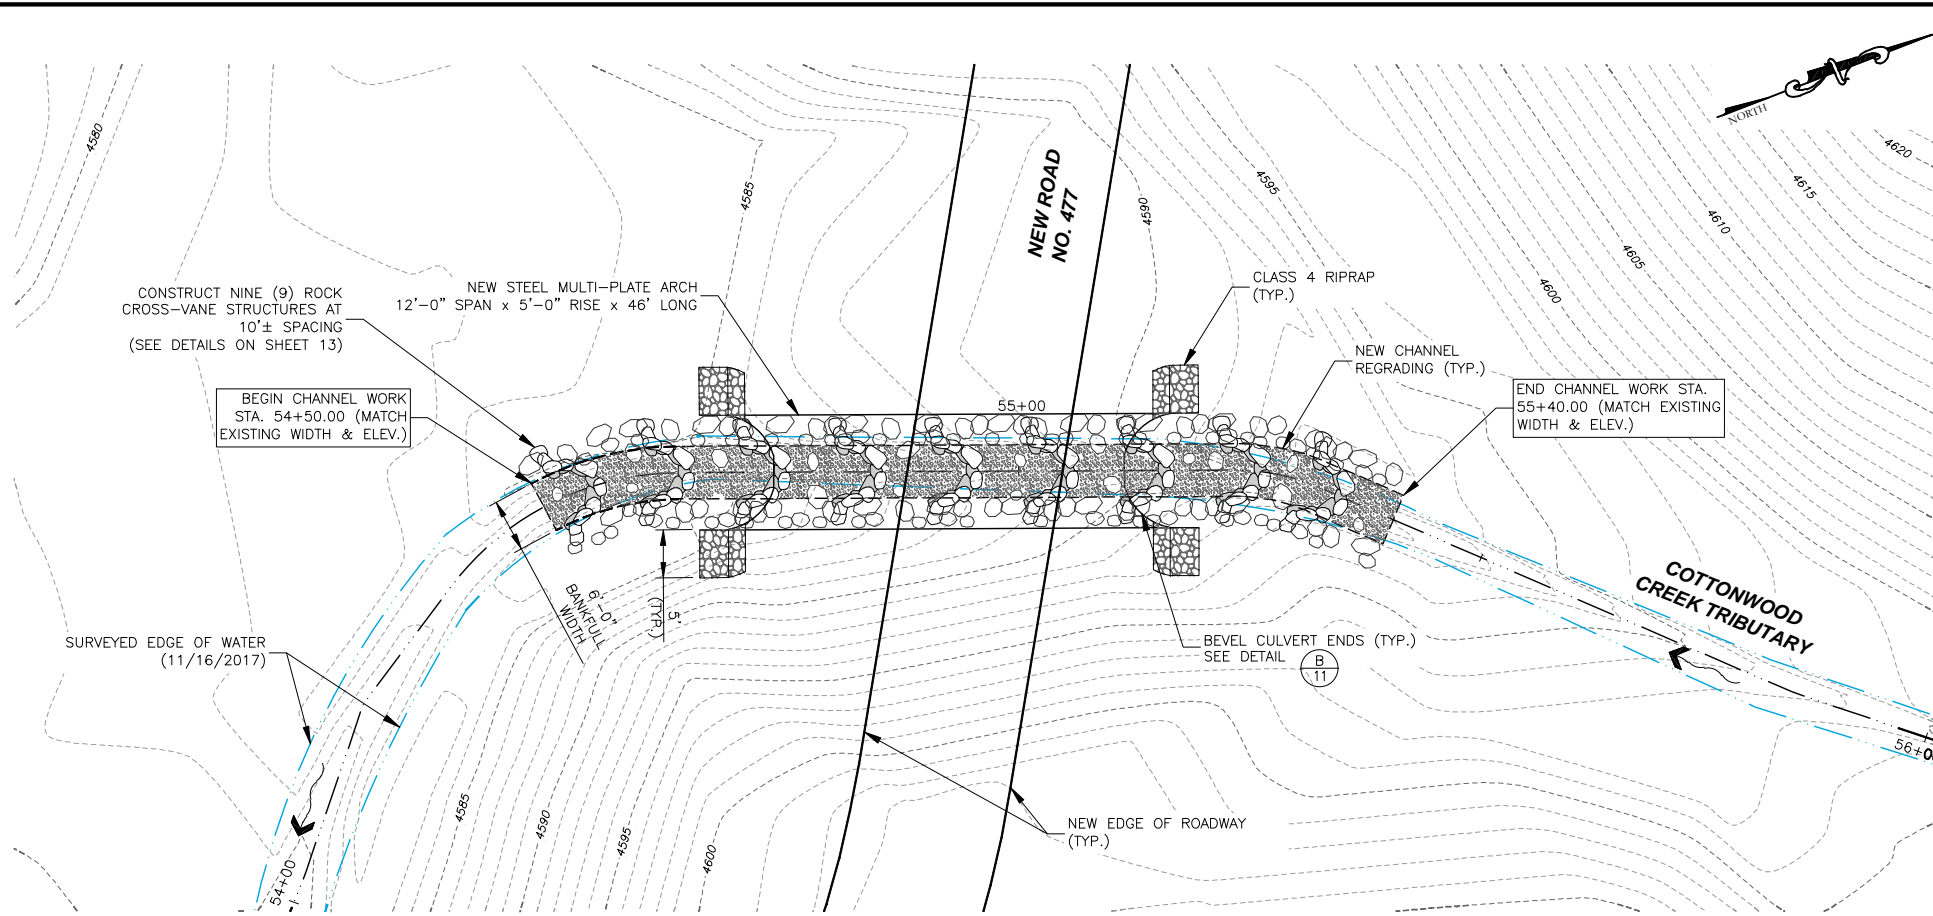 NORTH
4580
4585
4590
4595
4600
4605
4610
4615
4620
NEW ROAD
NO. 477
CONSTRUCT NINE (9) ROCK
CROSS-VANE STRUCTURES AT
10'± SPACING
(SEE DETAILS ON SHEET 13)
NEW STEEL MULTI-PLATE ARCH
12'-0" SPAN x 5'-0" RISE x 46' LONG
CLASS 4 RIPRAP
(TYP.)
NEW CHANNEL
REGRADING (TYP.)
BEGIN CHANNEL WORK
STA. 54+50.00 (MATCH
EXISTING WIDTH & ELEV.)
55+00
END CHANNEL WORK STA.
55+40.00 (MATCH EXISTING
WIDTH & ELEV.)
6'-0"
BANKFULL
WIDTH
5'
(TYP.)
SURVEYED EDGE OF WATER
(11/16/2017)
BEVEL CULVERT ENDS (TYP.)
SEE DETAIL
B
11
COTTONWOOD
CREEK TRIBUTARY
56+0
NEW EDGE OF ROADWAY
(TYP.)
4585
4590
4595
4600
54+00